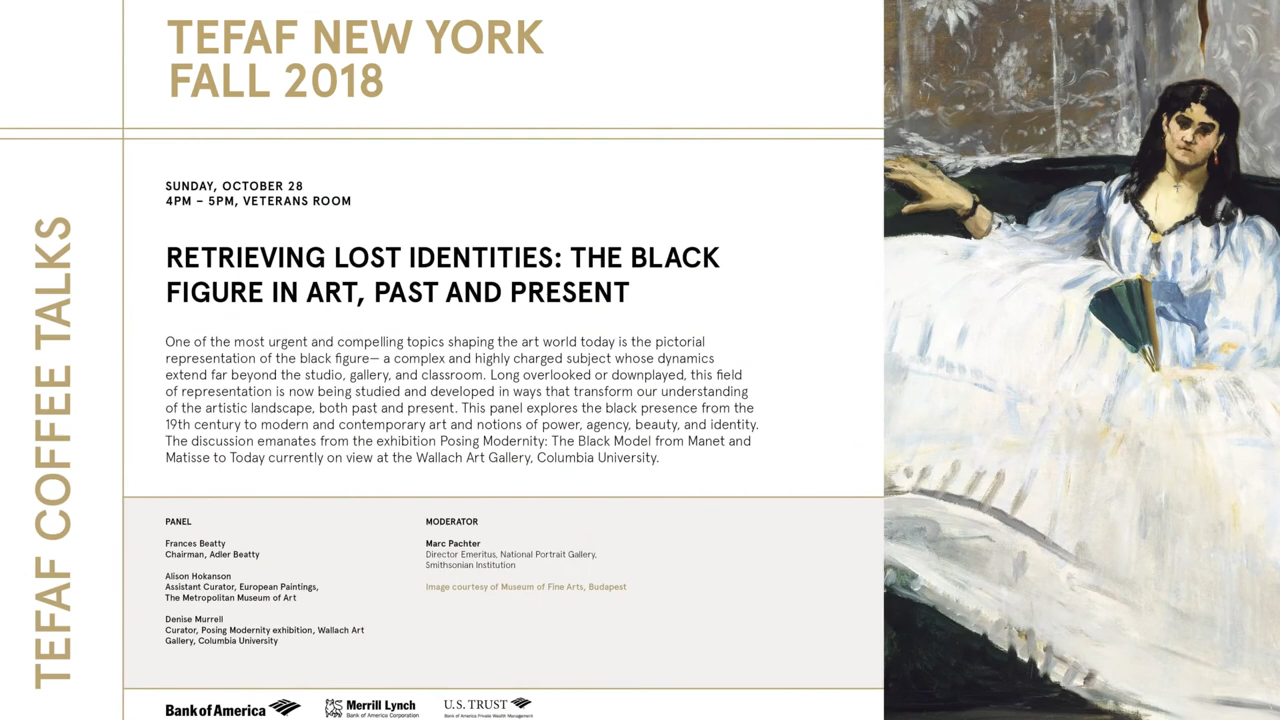 TEFAF NEW YORK
FALL 2018
TEFAF COFFEE TALKS
SUNDAY, OCTOBER 28
4PM – 5PM, VETERANS ROOM
RETRIEVING LOST IDENTITIES: THE BLACK
FIGURE IN ART, PAST AND PRESENT
One of the most urgent and compelling topics shaping the art world today is the pictorial
representation of the black figure— a complex and highly charged subject whose dynamics
extend far beyond the studio, gallery, and classroom. Long overlooked or downplayed, this field
of representation is now being studied and developed in ways that transform our understanding
of the artistic landscape, both past and present. This panel explores the black presence from the
19th century to modern and contemporary art and notions of power, agency, beauty, and identity.
The discussion emanates from the exhibition Posing Modernity: The Black Model from Manet and
Matisse to Today currently on view at the Wallach Art Gallery, Columbia University.
PANEL
Frances Beatty
Chairman, Adler Beatty
Alison Hokanson
Assistant Curator, European Paintings,
The Metropolitan Museum of Art
Denise Murrell
Curator, Posing Modernity exhibition, Wallach Art
Gallery, Columbia University
MODERATOR
Marc Pachter
Director Emeritus, National Portrait Gallery,
Smithsonian Institution
Image courtesy of Museum of Fine Arts, Budapest
Bank of America
Merrill Lynch
Bank of America Corporation
U.S. TRUST
Bank of America Private Wealth Management